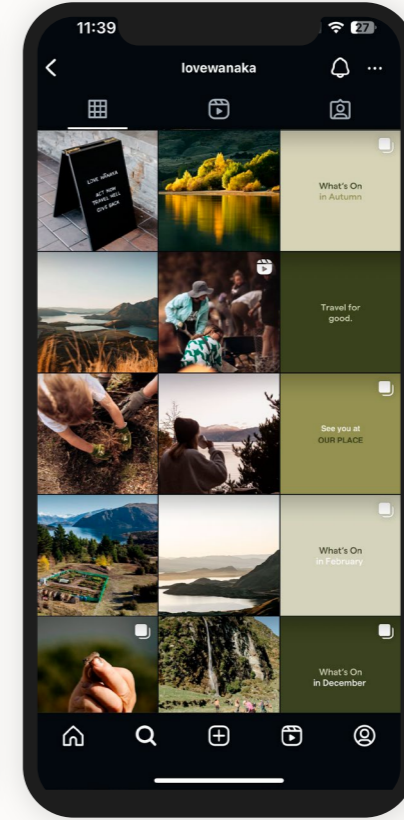 11:39
27
lovewanaka
LOVE WĀNAKA
ACT NOW
TRAVEL WELL
GIVE BACK
What's On
in Autumn
Travel for
good.
See you at
OUR PLACE
What's On
in February
What's On
in December